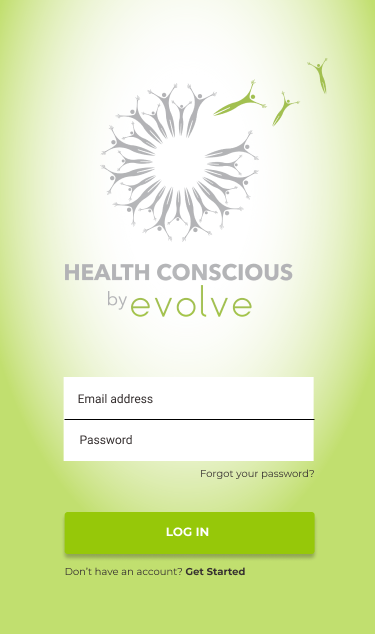 HEALTH CONSCIOUS
by evolve
Email address
Password
Forgot your password?
LOG IN
Don't have an account? Get Started